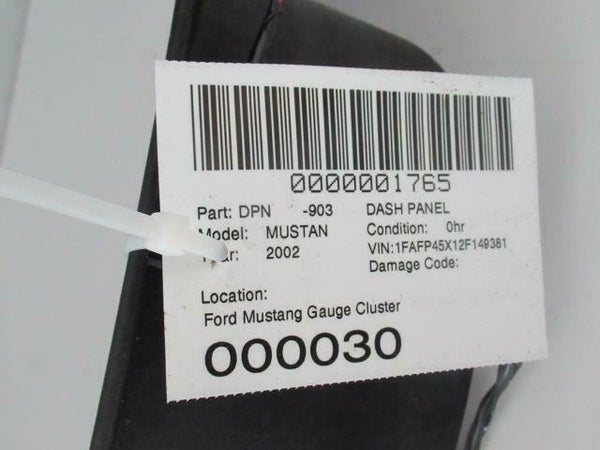 0000001765
Part: DPN -903 DASH PANEL
Model: MUSTAN Condition: 0hr
2002 VIN:1FAFP45X12F149381
Damage Code:
Location:
Ford Mustang Gauge Cluster
000030